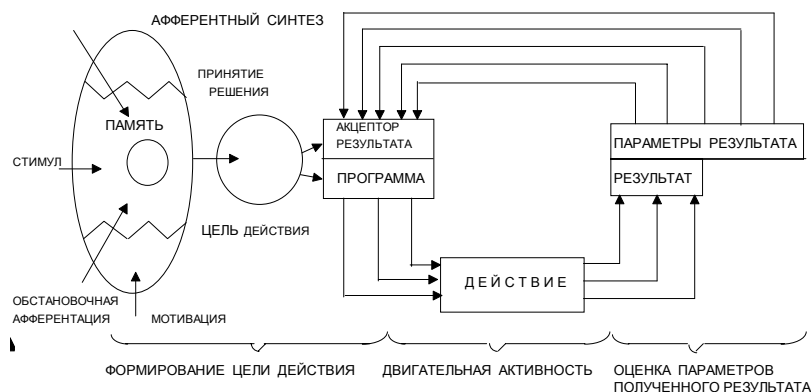 АФФЕРЕНТНЫЙ СИНТЕЗ
ПРИНЯТИЕ
РЕШЕНИЯ
ПАМЯТЬ
СТИМУЛ
АКЦЕПТОР
РЕЗУЛЬТАТА
ПРОГРАММА
ПАРАМЕТРЫ РЕЗУЛЬТАТА
РЕЗУЛЬТАТ
ЦЕЛЬ ДЕЙСТВИЯ
ДЕЙСТВИЕ
ОБСТАНОВОЧНАЯ
АФФЕРЕНТАЦИЯ
МОТИВАЦИЯ
ФОРМИРОВАНИЕ ЦЕЛИ ДЕЙСТВИЯ
ДВИГАТЕЛЬНАЯ АКТИВНОСТЬ
ОЦЕНКА ПАРАМЕТРОВ
ПОЛУЧЕННОГО РЕЗУЛЬТАТА